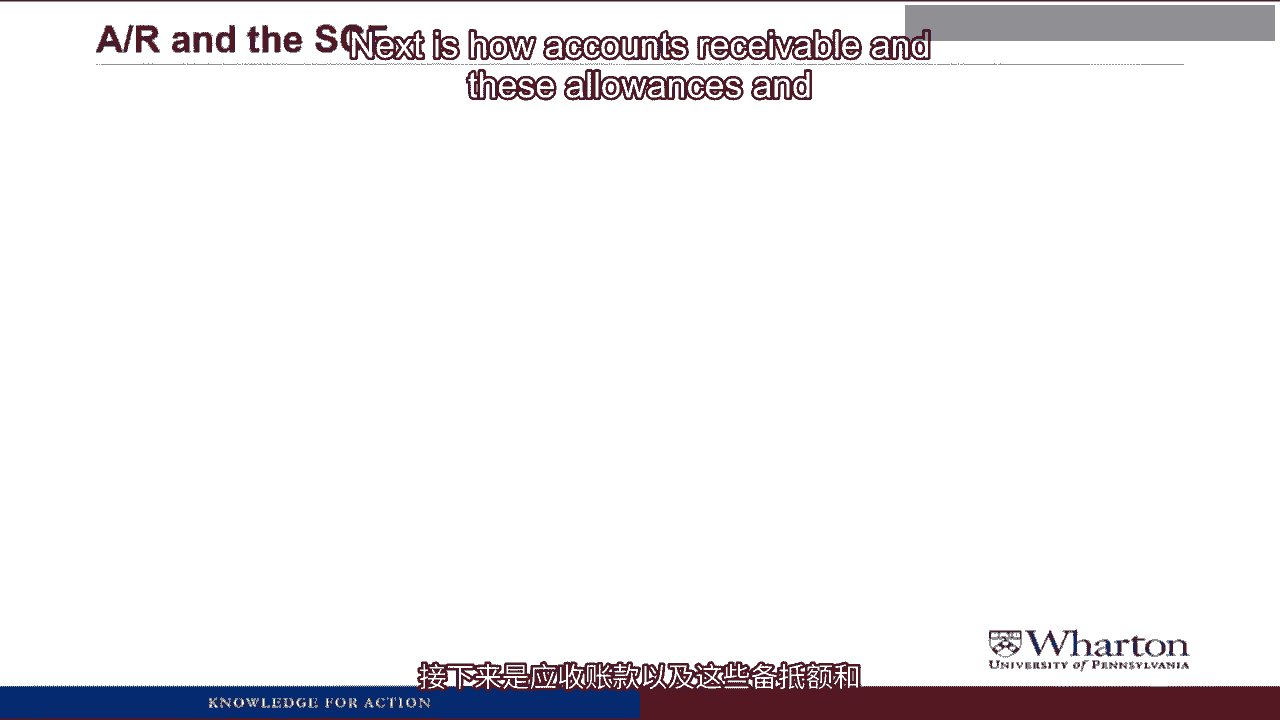 A/R and the SCF
Next is how accounts receivable and
these allowances and
Wharton
UNIVERSITY of PENNSYLVANIA
接下来是应收账款以及这些备抵额和
KNOWLEDGE FOR ACTION